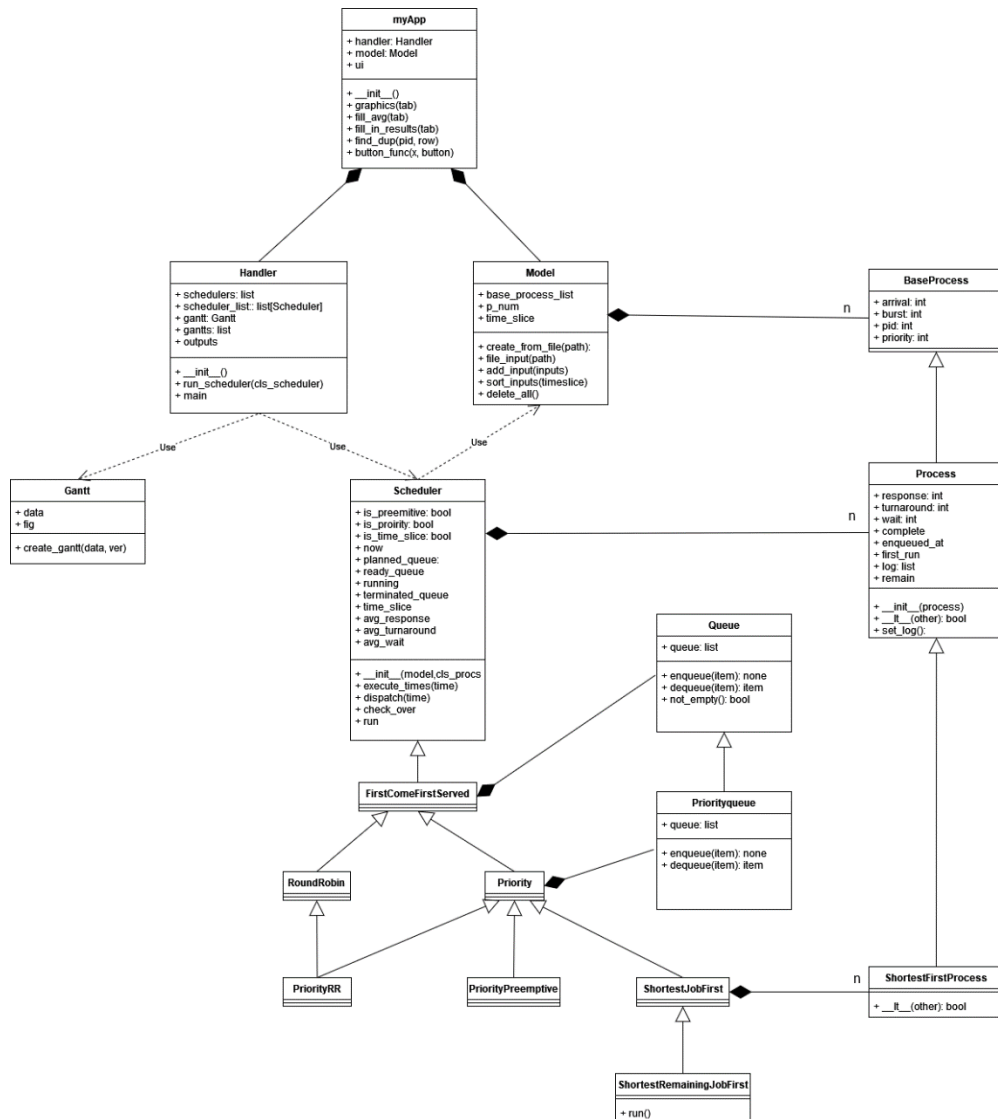 myApp
+ handler: Handler
+ model: Model
+ ui
+ __init__()
+ graphics(tab)
+ fill_avg(tab)
+ fill_in_results(tab)
+ find_dup(pid, row)
+ button_func(x, button)
Handler
+ schedulers: list
+ scheduler_list:: list[Scheduler]
+ gantt: Gantt
+ gantts: list
+ outputs
+ __init__()
+ run_scheduler(cls_scheduler)
+ main
Model
+ base_process_list
+ p_num
+ time_slice
+ create_from_file(path):
+ file_input(path)
+ add_input(inputs)
+ sort_inputs(timeslice)
+ delete_all()
n
BaseProcess
+ arrival: int
+ burst: int
+ pid: int
+ priority: int
Use
Use
Use
Gantt
+ data
+ fig
+ create_gantt(data, ver)
Scheduler
+ is_preemitive: bool
+ is_proirity: bool
+ is_time_slice: bool
+ now
+ planned_queue:
+ ready_queue
+ running
+ terminated_queue
+ time_slice
+ avg_response
+ avg_turnaround
+ avg_wait
+ __init__(model,cls_procs
+ execute_times(time)
+ dispatch(time)
+ check_over
+ run
n
Process
+ response: int
+ turnaround: int
+ wait: int
+ complete
+ enqueued_at
+ first_run
+ log: list
+ remain
+ __init__(process)
+ __lt__(other): bool
+ set_log():
Queue
+ queue: list
+ enqueue(item): none
+ dequeue(item): item
+ not_empty(): bool
FirstComeFirstServed
Priorityqueue
+ queue: list
+ enqueue(item): none
+ dequeue(item): item
RoundRobin
Priority
PriorityRR
PriorityPreemptive
ShortestJobFirst
n
ShortestFirstProcess
+ __lt__(other): bool
ShortestRemainingJobFirst
+ run()